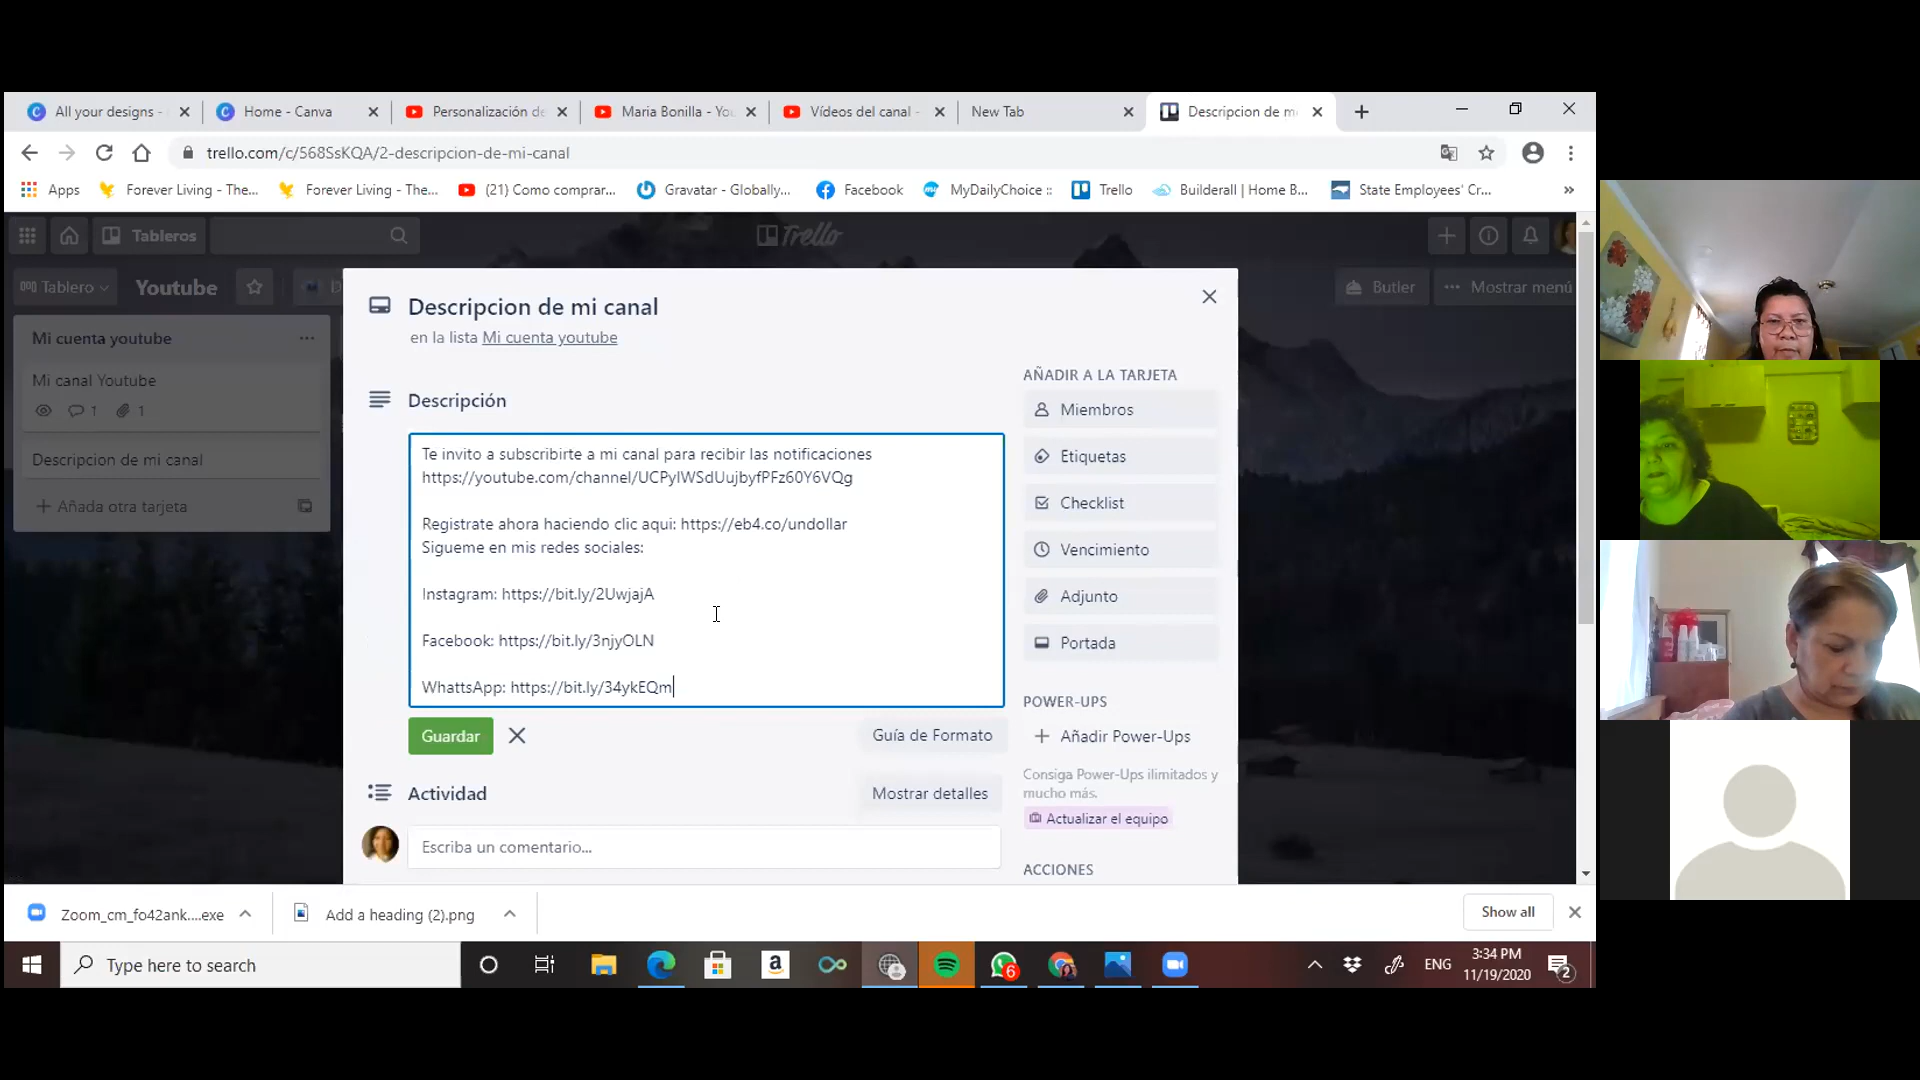 All your designs -
Home - Canva
Personalización de
Maria Bonilla - You
Vídeos del canal -
New Tab
Descripcion de mi
trello.com/c/568SsKQA/2-descripcion-de-mi-canal
Apps
Forever Living - The...
Forever Living - The...
(21) Como comprar...
Gravatar - Globally...
Facebook
MyDailyChoice ::
Trello
Builderall | Home B...
State Employees' Cr...
»
Tableros
Trello
Tablero
Youtube
Butler
Mostrar menú
Mi cuenta youtube
Mi canal Youtube
1
1
Descripcion de mi canal
+ Añada otra tarjeta
Descripcion de mi canal
en la lista Mi cuenta youtube
Descripción
Te invito a subscribirte a mi canal para recibir las notificaciones
https://youtube.com/channel/UCPylWSdUujbyfPFz60Y6VQg
Registrate ahora haciendo clic aqui: https://eb4.co/undollar
Sigueme en mis redes sociales:
Instagram: https://bit.ly/2UwjajA
Facebook: https://bit.ly/3njyOLN
WhattsApp: https://bit.ly/34ykEQm
Guardar
Guía de Formato
Actividad
Mostrar detalles
Escriba un comentario...
AÑADIR A LA TARJETA
Miembros
Etiquetas
Checklist
Vencimiento
Adjunto
Portada
POWER-UPS
+ Añadir Power-Ups
Consiga Power-Ups ilimitados y
mucho más.
Actualizar el equipo
ACCIONES
Zoom_cm_fo42ank....exe
Add a heading (2).png
Show all
Type here to search
6
ENG
3:34 PM
11/19/2020
2